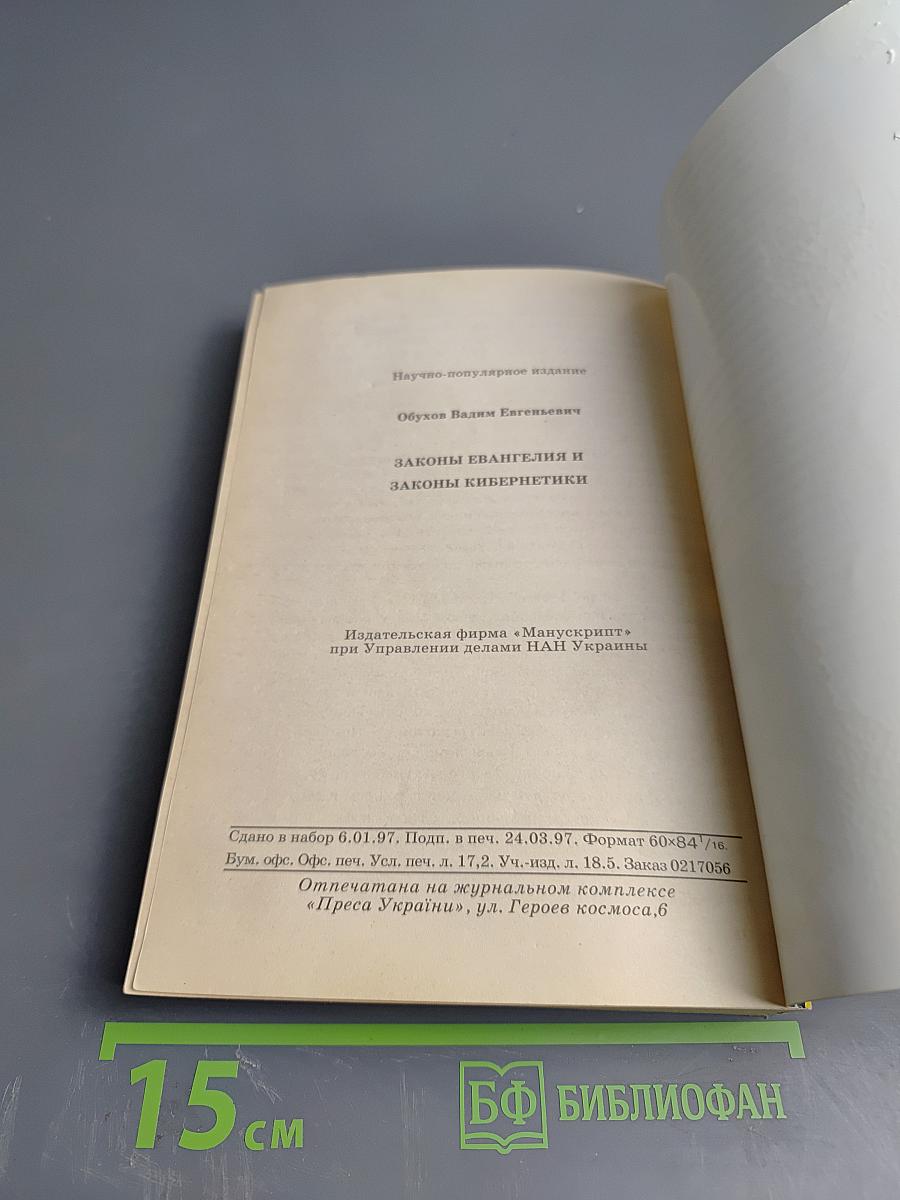 Научно-популярное издание
Обухов Вадим Евгеньевич
ЗАКОНЫ ЕВАНГЕЛИЯ И
ЗАКОНЫ КИБЕРНЕТИКИ
Издательская фирма «Манускрипт»
при Управлении делами НАН Украины
Сдано в набор 6.01.97. Подп. в печ. 24.03.97. Формат 60×84 1/16.
Бум. офс. Офс. печ. Усл. печ. л. 17,2. Уч.-изд. л. 18.5. Заказ 0217056
Отпечатана на журнальном комплексе
«Преса України», ул. Героев космоса,6
15 см
БФ БИБЛИОФАН